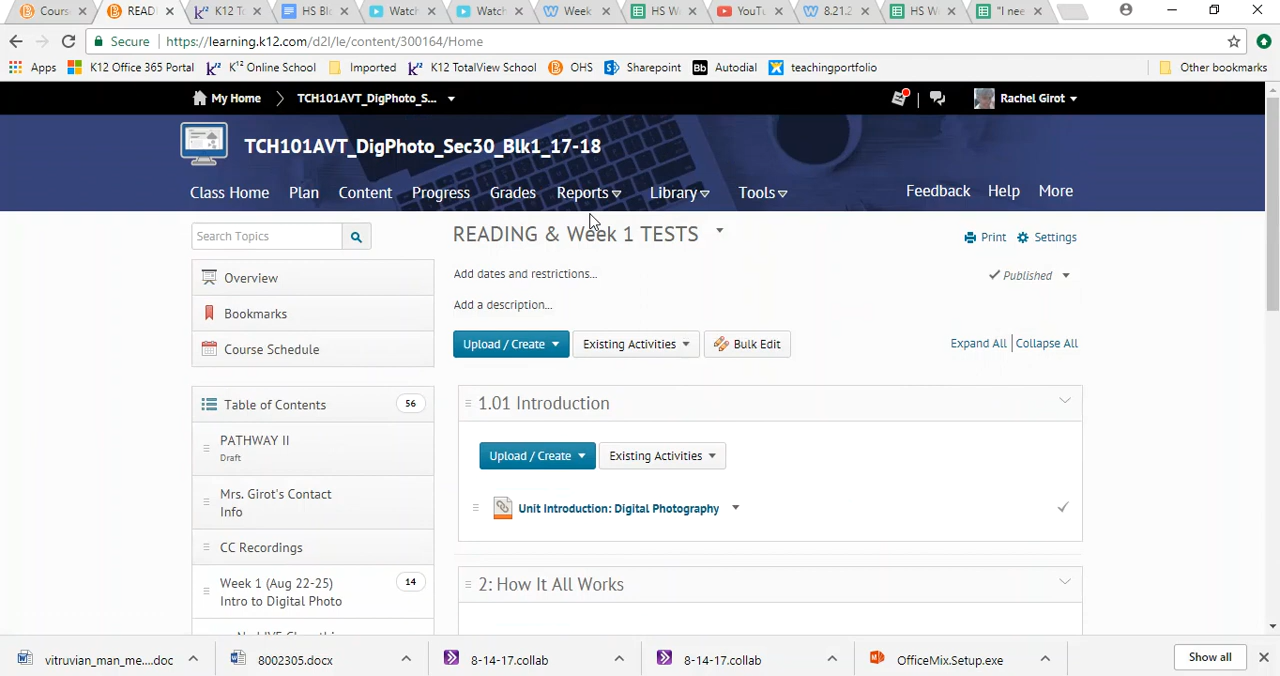 Cours
READI
K12 T
HS Bl
Watch
Watch
Week
HS W
YouTu
8.21.2
HS W
"I nee
Secure https://learning.k12.com/d2l/le/content/300164/Home
Apps K12 Office 365 Portal K¹² Online School Imported K12 TotalView School OHS Sharepoint Bb Autodial teachingportfolio Other bookmarks
My Home TCH101AVT_DigPhoto_S... Rachel Girot
TCH101AVT_DigPhoto_Sec30_Blk1_17-18
Class Home Plan Content Progress Grades Reports Library Tools Feedback Help More
Search Topics
READING & Week 1 TESTS
Print Settings
Overview
Add dates and restrictions...
Published
Bookmarks
Add a description...
Course Schedule
Upload / Create Existing Activities Bulk Edit
Expand All Collapse All
Table of Contents 56
1.01 Introduction
PATHWAY II
Draft
Upload / Create Existing Activities
Mrs. Girot's Contact
Info
Unit Introduction: Digital Photography
CC Recordings
Week 1 (Aug 22-25)
Intro to Digital Photo
14
2: How It All Works
vitruvian_man_me....doc
8002305.docx
8-14-17.collab
8-14-17.collab
OfficeMix.Setup.exe
Show all